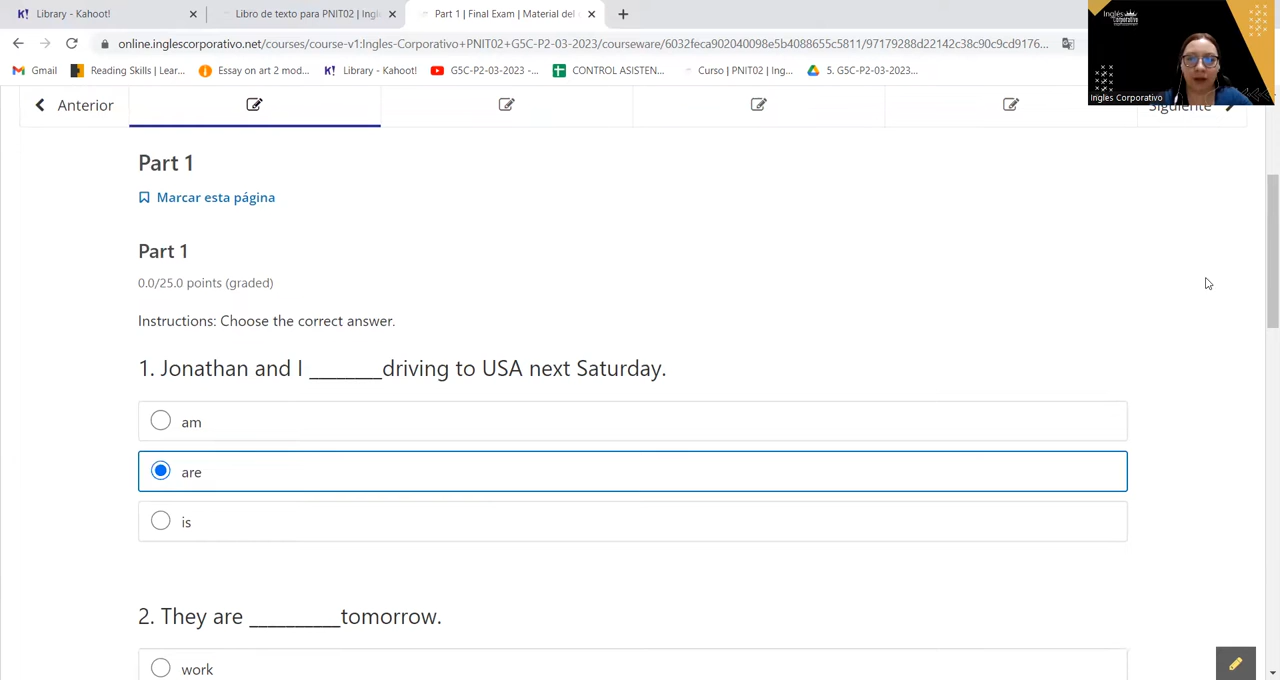 Library - Kahoot!
Libro de texto para PNIT02 | Ingl
Part 1 | Final Exam | Material del
online.inglescorporativo.net/courses/course-v1:Ingles-Corporativo+PNIT02+G5C-P2-03-2023/courseware/6032feca902040098e5b4088655c5811/97179288d22142c38c90c9cd9176...
Gmail
Reading Skills | Lear...
Essay on art 2 mod...
Library - Kahoot!
G5C-P2-03-2023 -...
CONTROL ASISTEN...
Curso | PNIT02 | Ing...
5. G5C-P2-03-2023...
Inglés
Corporativo
Ingles Corporativo
Anterior
Siguiente
Part 1
Marcar esta página
Part 1
0.0/25.0 points (graded)
Instructions: Choose the correct answer.
1. Jonathan and I ________driving to USA next Saturday.
am
are
is
2. They are __________tomorrow.
work